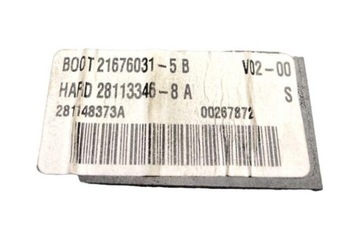 BOOT 21676031-5 B V02-00
HARD 28113346-8 A S
281148373A 00267872